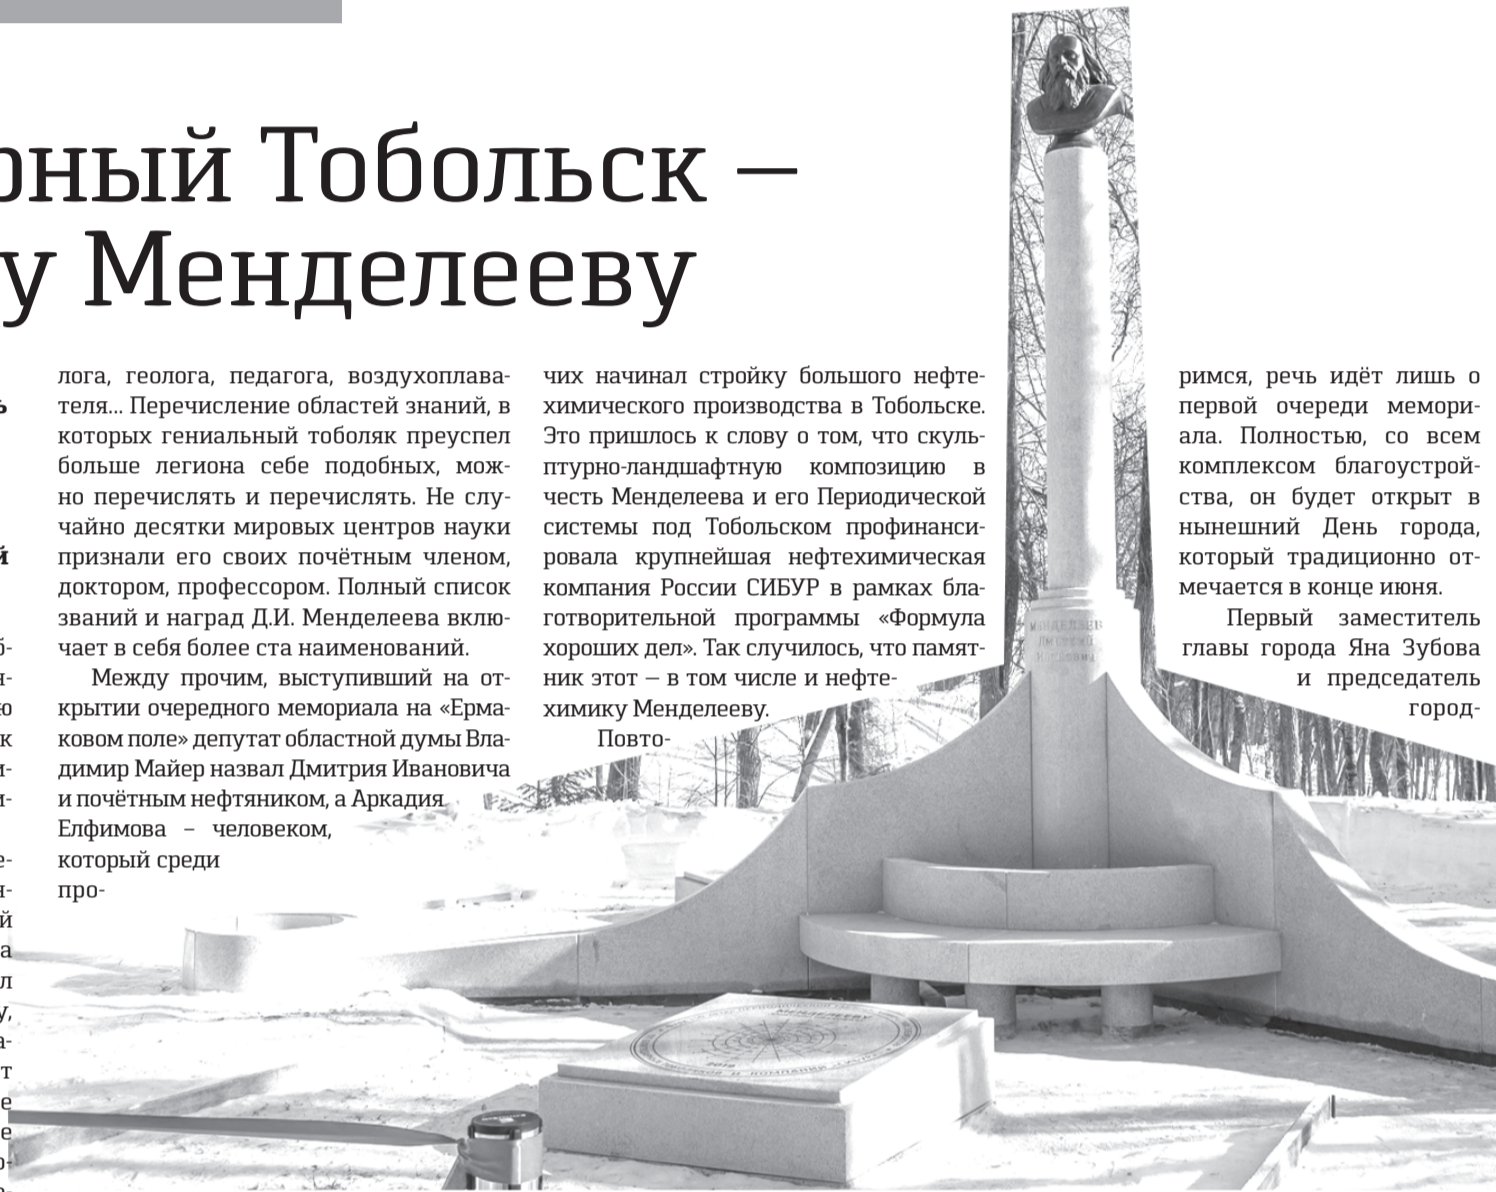 рный Тобольск –
у Менделееву
лога, геолога, педагога, воздухоплава-
теля... Перечисление областей знаний, в
которых гениальный тоболяк преуспел
больше легиона себе подобных, мож-
но перечислять и перечислять. Не слу-
чайно десятки мировых центров науки
признали его своих почётным членом,
доктором, профессором. Полный список
званий и наград Д.И. Менделеева вклю-
чает в себя более ста наименований.
Между прочим, выступивший на от-
крытии очередного мемориала на «Ерма-
ковом поле» депутат областной думы Вла-
димир Майер назвал Дмитрия Ивановича
и почётным нефтяником, а Аркадия
Елфимова – человеком,
который среди
про-
чих начинал стройку большого нефте-
химического производства в Тобольске.
Это пришлось к слову о том, что скуль-
птурно-ландшафтную композицию в
честь Менделеева и его Периодической
системы под Тобольском профинанси-
ровала крупнейшая нефтехимическая
компания России СИБУР в рамках бла-
готворительной программы «Формула
хороших дел». Так случилось, что памят-
ник этот – в том числе и нефте-
химику Менделееву.
Повто-
римся, речь идёт лишь о
первой очереди мемори-
ала. Полностью, со всем
комплексом благоустрой-
ства, он будет открыт в
нынешний День города,
который традиционно от-
мечается в конце июня.
Первый заместитель
главы города Яна Зубова
и председатель
город-
МЕНДЕЛЕЕВ
Дмитрий
Иванович
МЕНДЕЛЕЕВУ